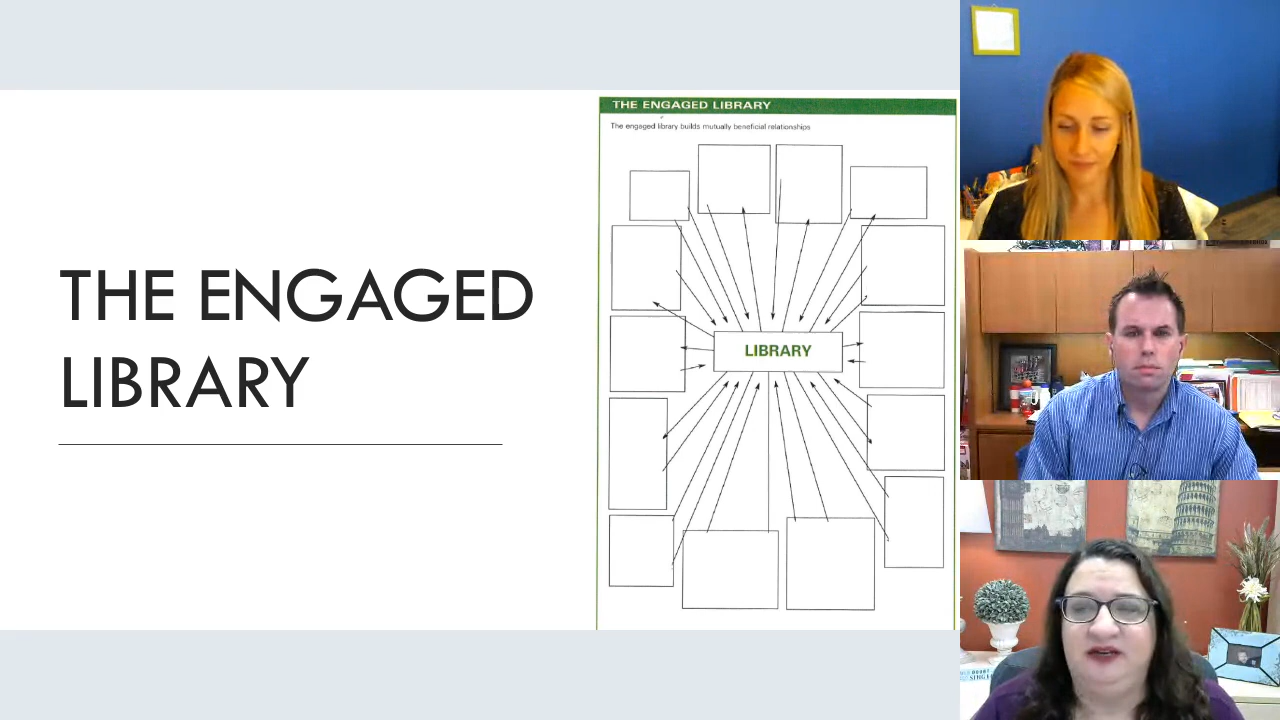 THE ENGAGED
LIBRARY
THE ENGAGED LIBRARY
The engaged library builds mutually beneficial relationships
LIBRARY